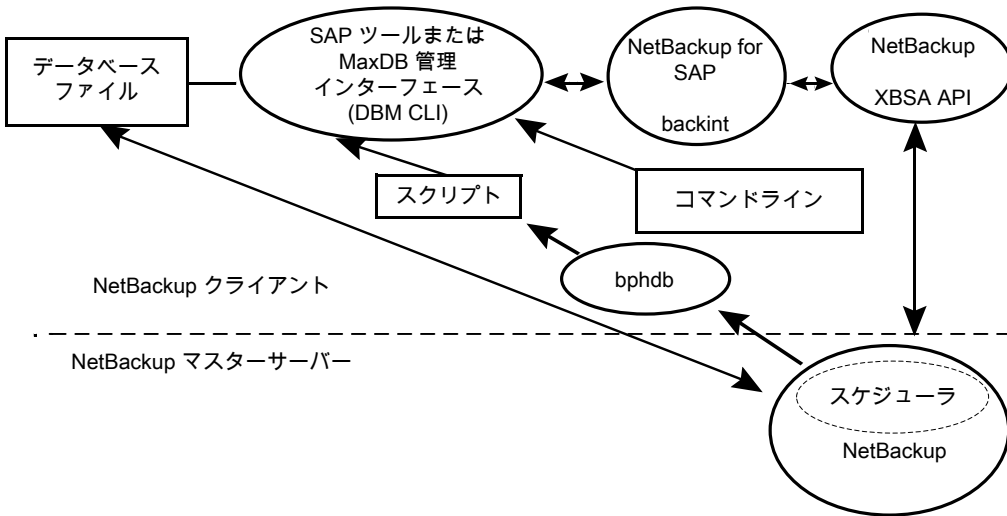 データベース
ファイル
SAP ツールまたは
MaxDB 管理
インターフェース
(DBM CLI)
NetBackup for
SAP
backint
NetBackup
XBSA API
スクリプト
コマンドライン
bphdb
NetBackup クライアント
NetBackup マスターサーバー
スケジューラ
NetBackup